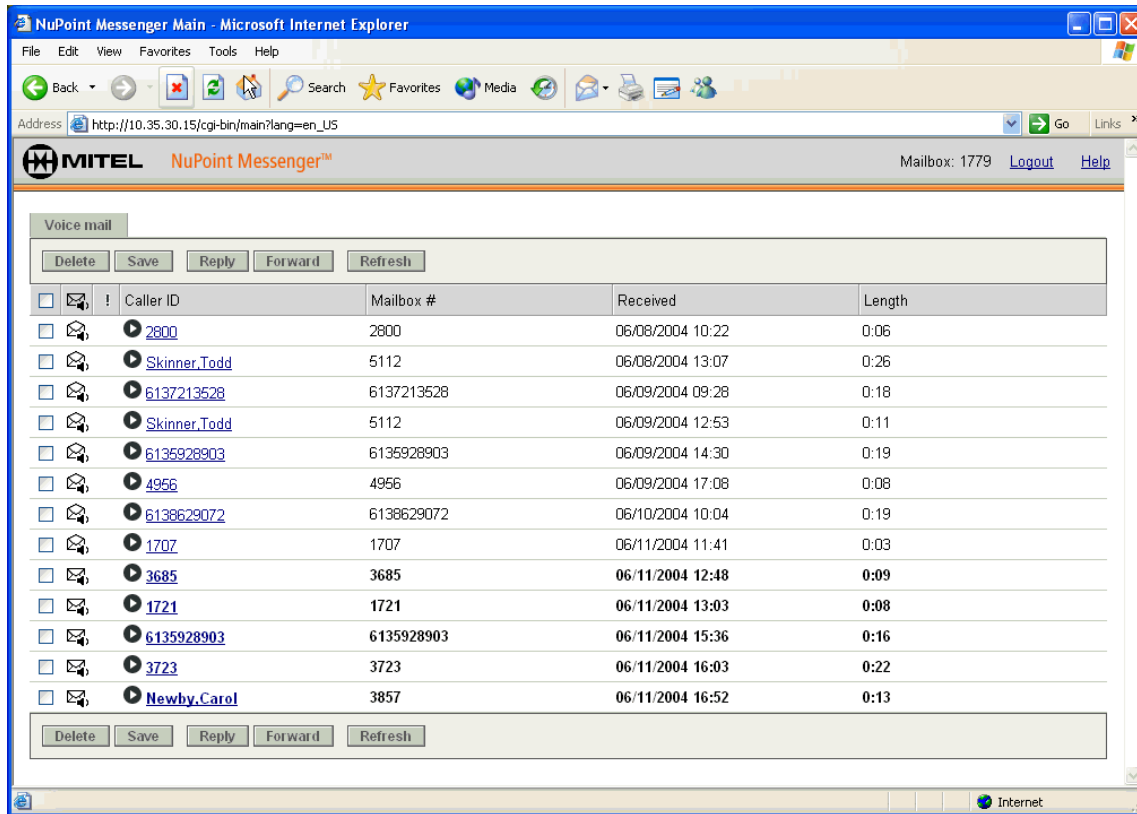 NuPoint Messenger Main - Microsoft Internet Explorer
File Edit View Favorites Tools Help
Back Search Favorites Media
Address http://10.35.30.15/cgi-bin/main?lang=en_US Go Links »
MITEL NuPoint Messenger™ Mailbox: 1779 Logout Help
Voice mail
Delete Save Reply Forward Refresh
! Caller ID Mailbox # Received Length
2800 2800 06/08/2004 10:22 0:06
Skinner,Todd 5112 06/08/2004 13:07 0:26
6137213528 6137213528 06/09/2004 09:28 0:18
Skinner,Todd 5112 06/09/2004 12:53 0:11
6135928903 6135928903 06/09/2004 14:30 0:19
4956 4956 06/09/2004 17:08 0:08
6138629072 6138629072 06/10/2004 10:04 0:19
1707 1707 06/11/2004 11:41 0:03
3685 3685 06/11/2004 12:48 0:09
1721 1721 06/11/2004 13:03 0:08
6135928903 6135928903 06/11/2004 15:36 0:16
3723 3723 06/11/2004 16:03 0:22
Newby,Carol 3857 06/11/2004 16:52 0:13
Delete Save Reply Forward Refresh
Internet